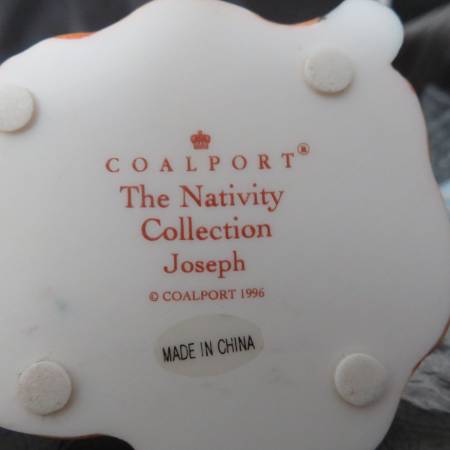 COALPORT®
The Nativity
Collection
Joseph
© COALPORT 1996
MADE IN CHINA